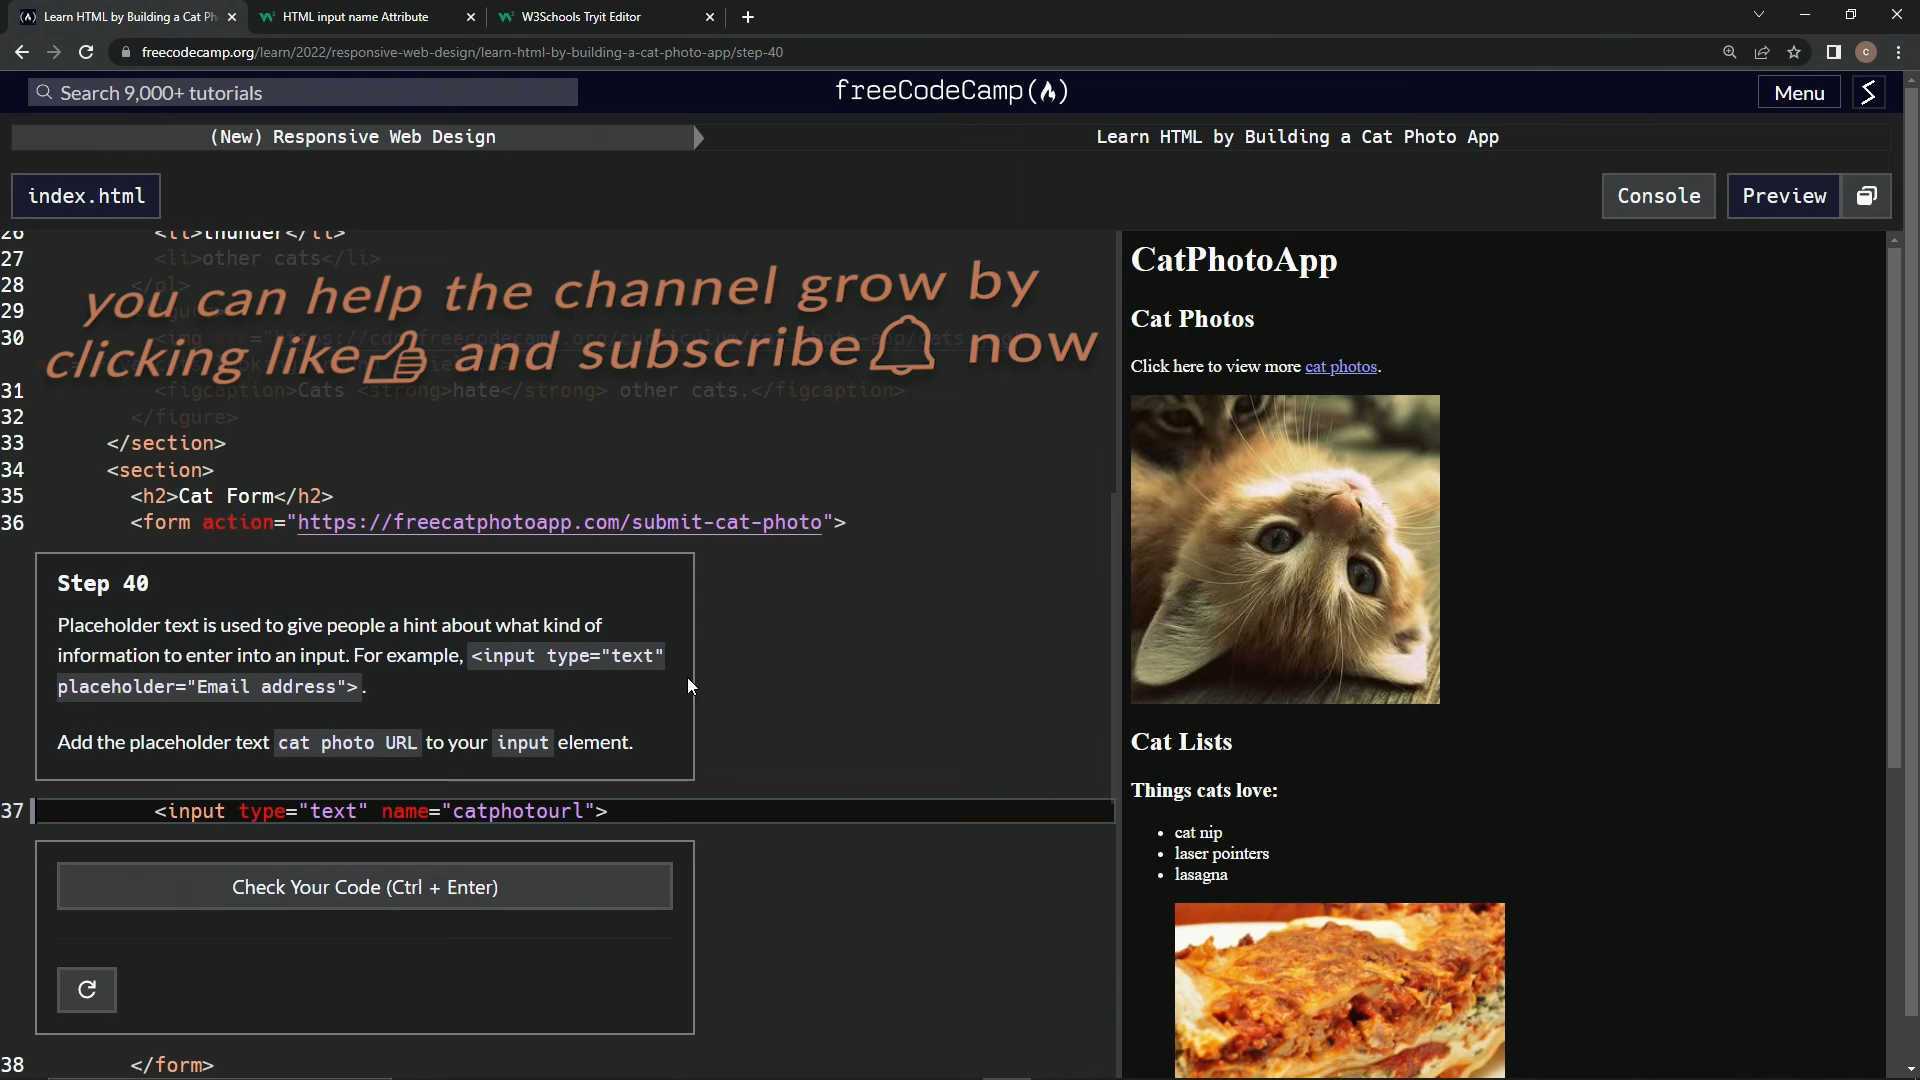 Learn HTML by Building a Cat Ph
HTML input name Attribute
W3Schools Tryit Editor
freecodecamp.org/learn/2022/responsive-web-design/learn-html-by-building-a-cat-photo-app/step-40
c
Search 9,000+ tutorials
freeCodeCamp
Menu
(New) Responsive Web Design
Learn HTML by Building a Cat Photo App
index.html
Console
Preview
26 <li>thunder</li>
27 <li>other cats</li>
28 </ol>
you can help the channel grow by
clicking like and subscribe now
29
30
31 <figcaption>Cats <strong>hate</strong> other cats.</figcaption>
32 </figure>
33 </section>
34 <section>
35 <h2>Cat Form</h2>
36 <form action="https://freecatphotoapp.com/submit-cat-photo">
Step 40
Placeholder text is used to give people a hint about what kind of
information to enter into an input. For example, <input type="text"
placeholder="Email address">.
Add the placeholder text cat photo URL to your input element.
37 <input type="text" name="catphotourl">
Check Your Code (Ctrl + Enter)
38 </form>
CatPhotoApp
Cat Photos
Click here to view more cat photos.
Cat Lists
Things cats love:
cat nip
laser pointers
lasagna